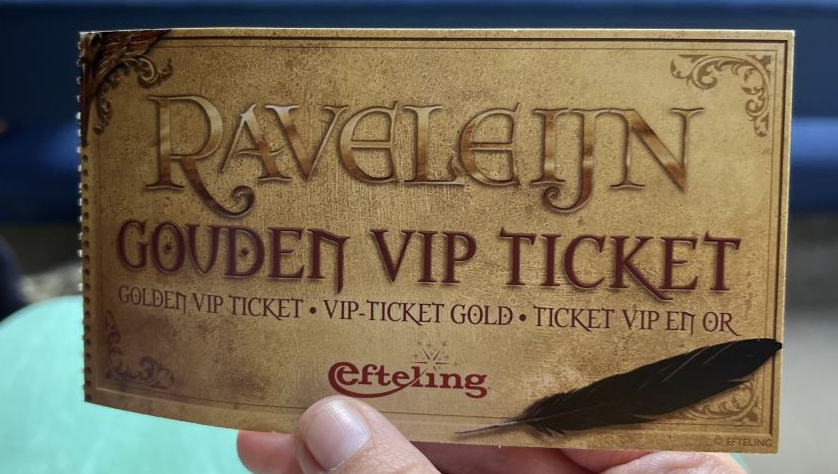 RAVELEIJN
GOUDEN VIP TICKET
GOLDEN VIP TICKET • VIP-TICKET GOLD • TICKET VIP EN OR
efteling
© EFTELING